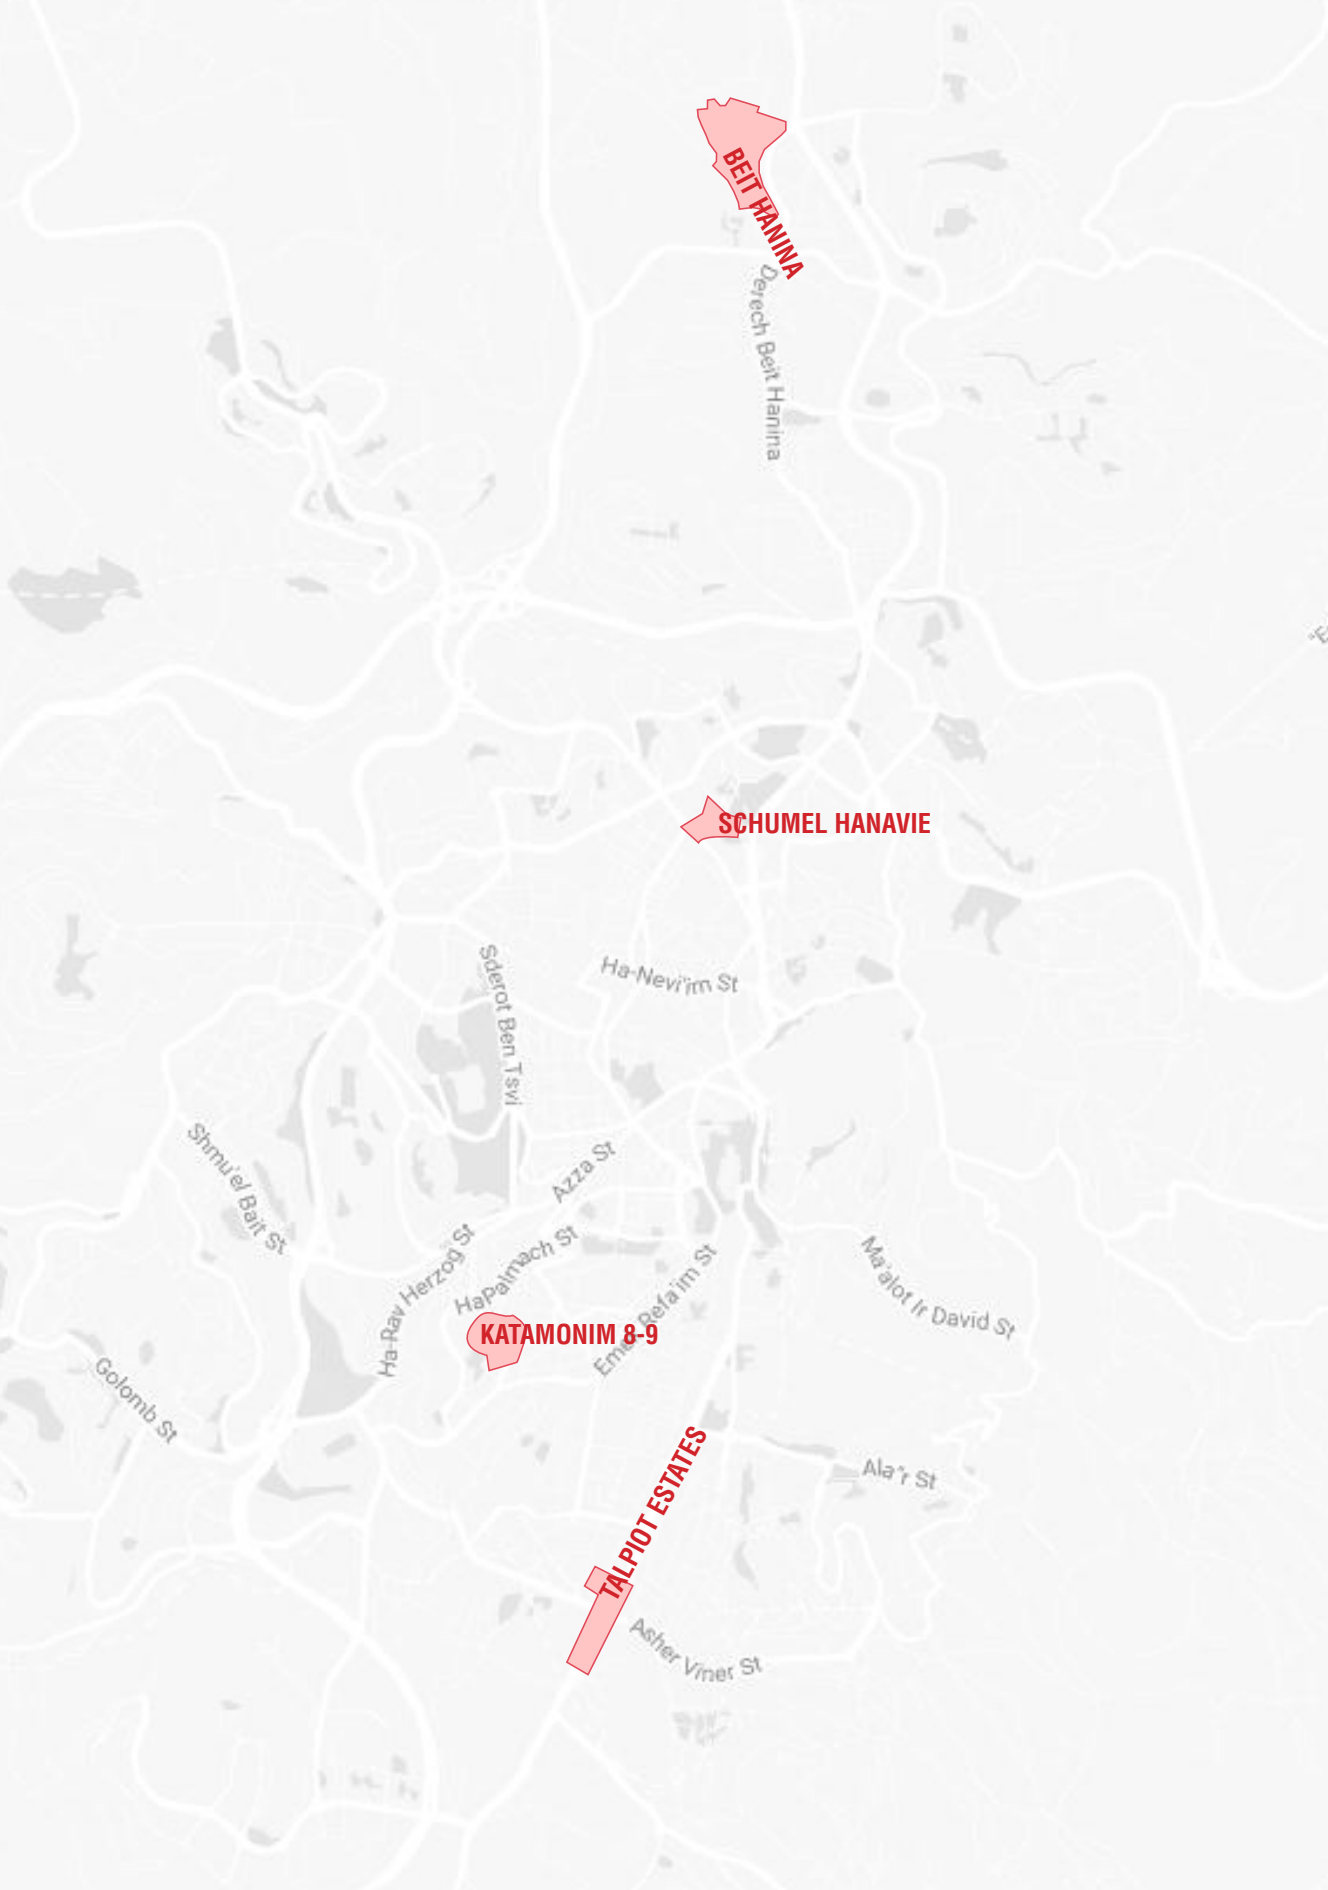 BEIT HANINA
Derech Beit Hanina
SCHUMEL HANAVIE
Sderot Ben Tsvi
Ha-Nevi'im St
Shmu'el Bait St
Azza St
Ha-Rav Herzog St
HaPalmach St
Emek Refa'im St
Ma'alot Ir David St
KATAMONIM 8-9
Golomb St
TALPIOT ESTATES
Ala'r St
Asher Viner St